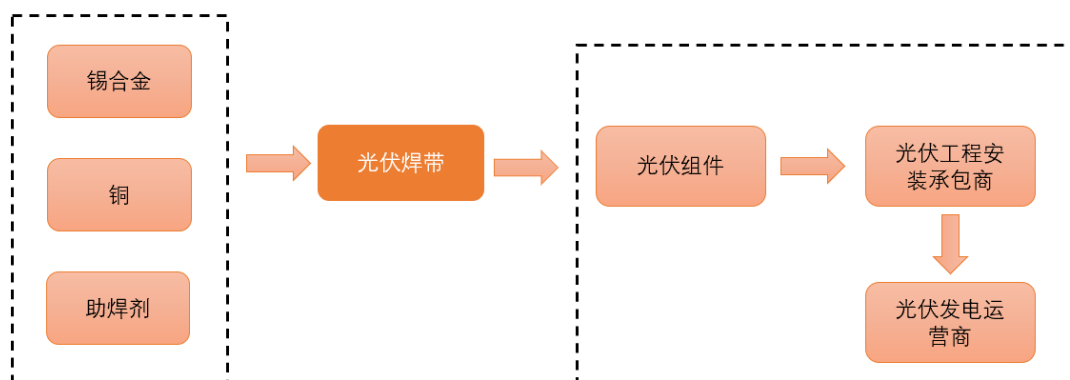 锡合金
铜
助焊剂
光伏焊带
光伏组件
光伏工程安
装承包商
光伏发电运
营商